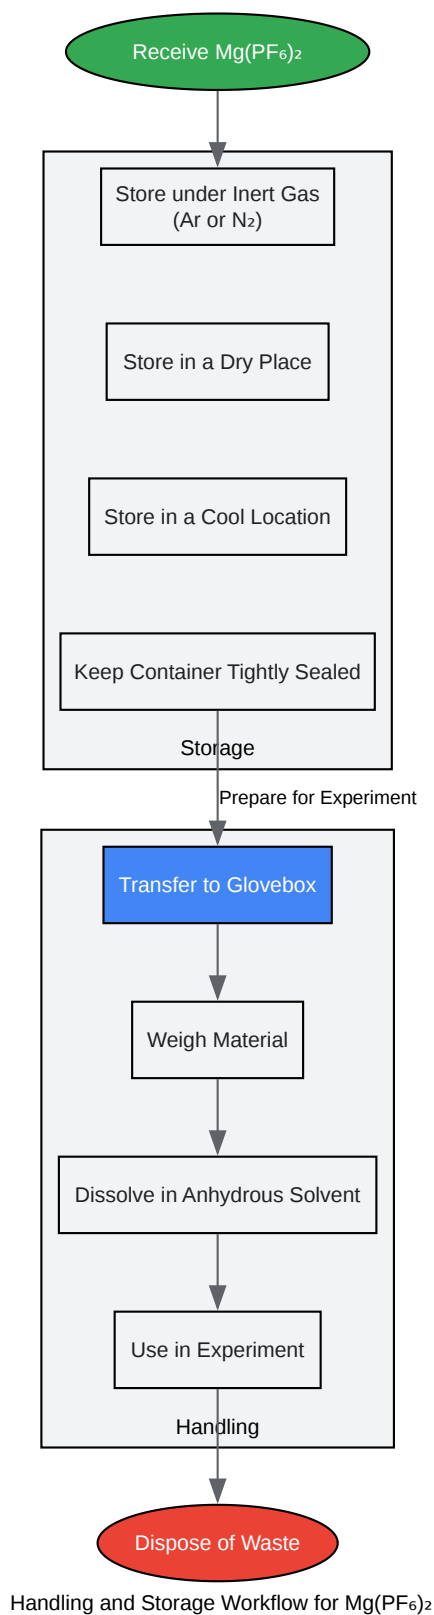 Receive Mg(PF₆)₂
Store under Inert Gas
(Ar or N₂)
Store in a Dry Place
Store in a Cool Location
Keep Container Tightly Sealed
Storage
Prepare for Experiment
Transfer to Glovebox
Weigh Material
Dissolve in Anhydrous Solvent
Use in Experiment
Handling
Dispose of Waste
Handling and Storage Workflow for Mg(PF₆)₂